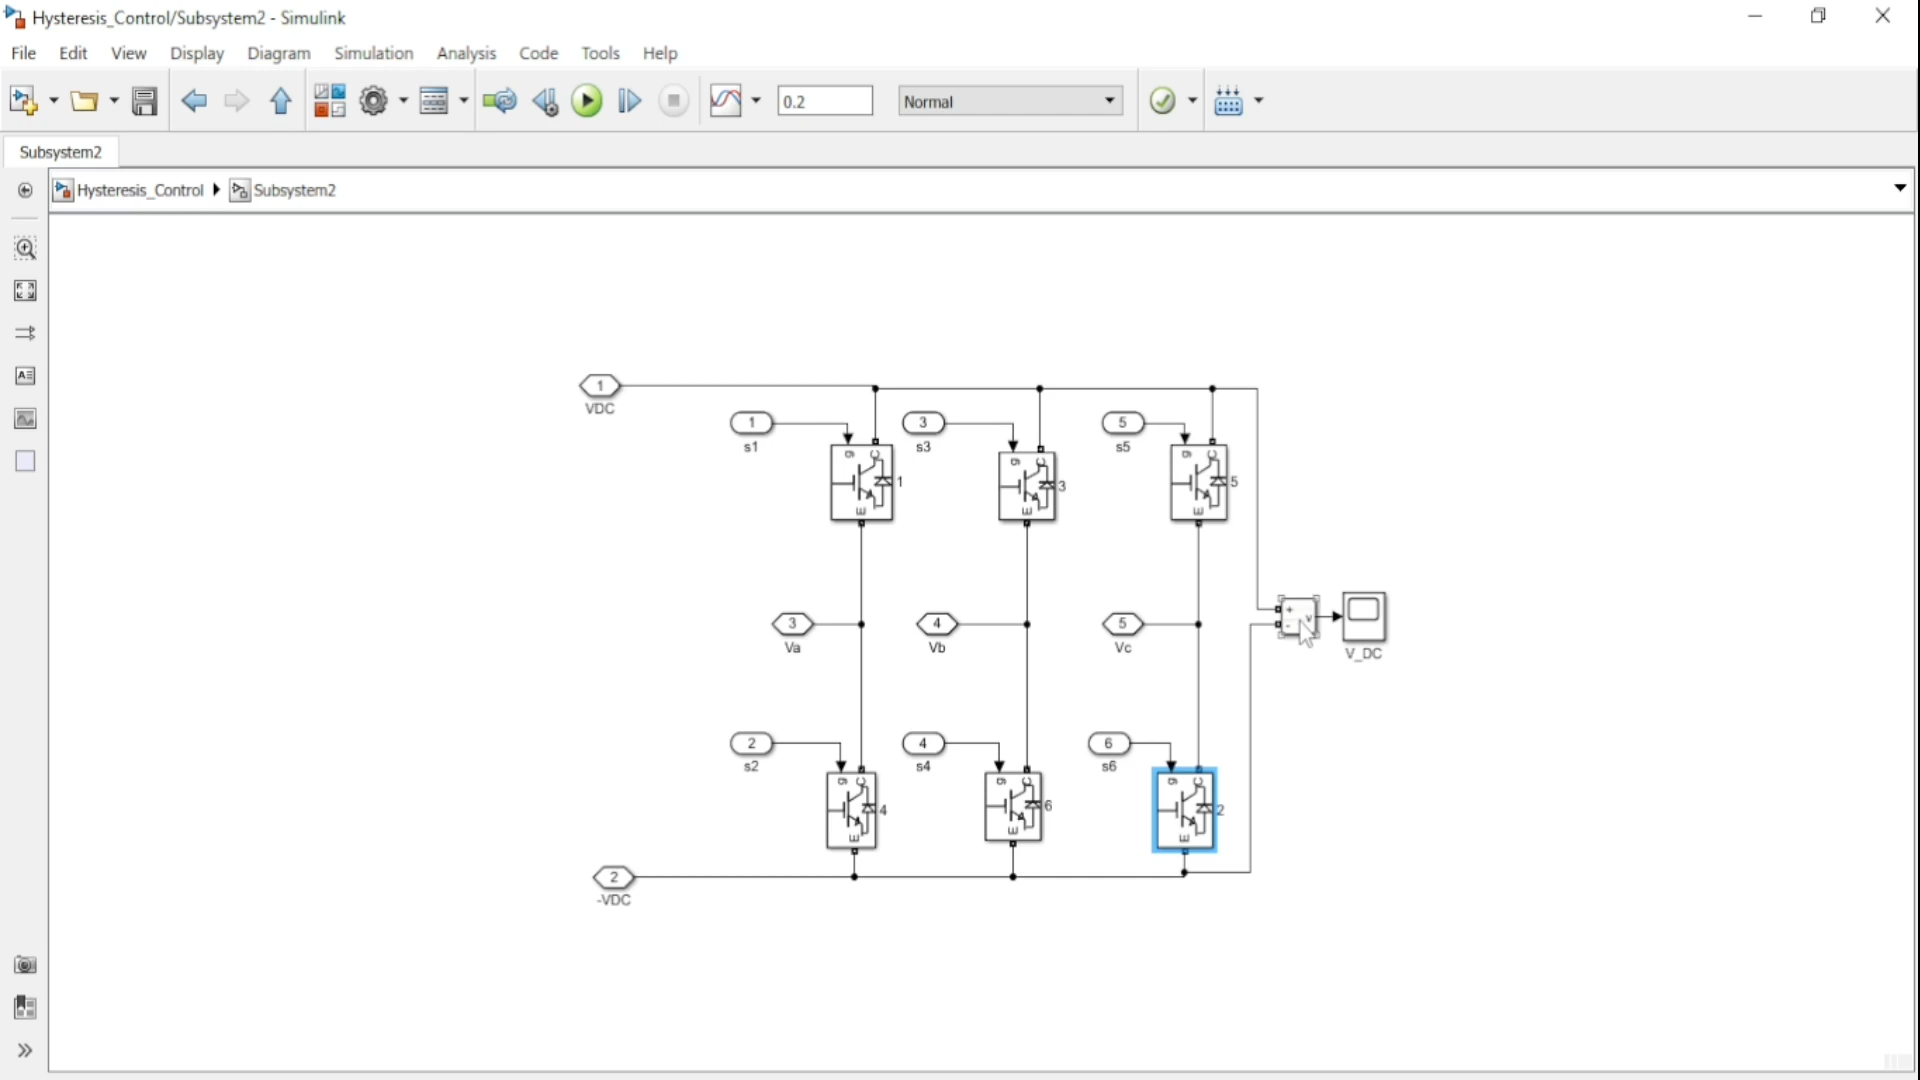 Hysteresis_Control/Subsystem2 - Simulink
File Edit View Display Diagram Simulation Analysis Code Tools Help
0.2 Normal
Subsystem2
Hysteresis_Control Subsystem2
1
VDC
1 3 5
s1 s3 s5
g C g C g C
1 3 5
E E E
+
- v
3 4 5
Va Vb Vc
V_DC
2 4 6
s2 s4 s6
g C g C g C
4 6 2
E E E
2
-VDC